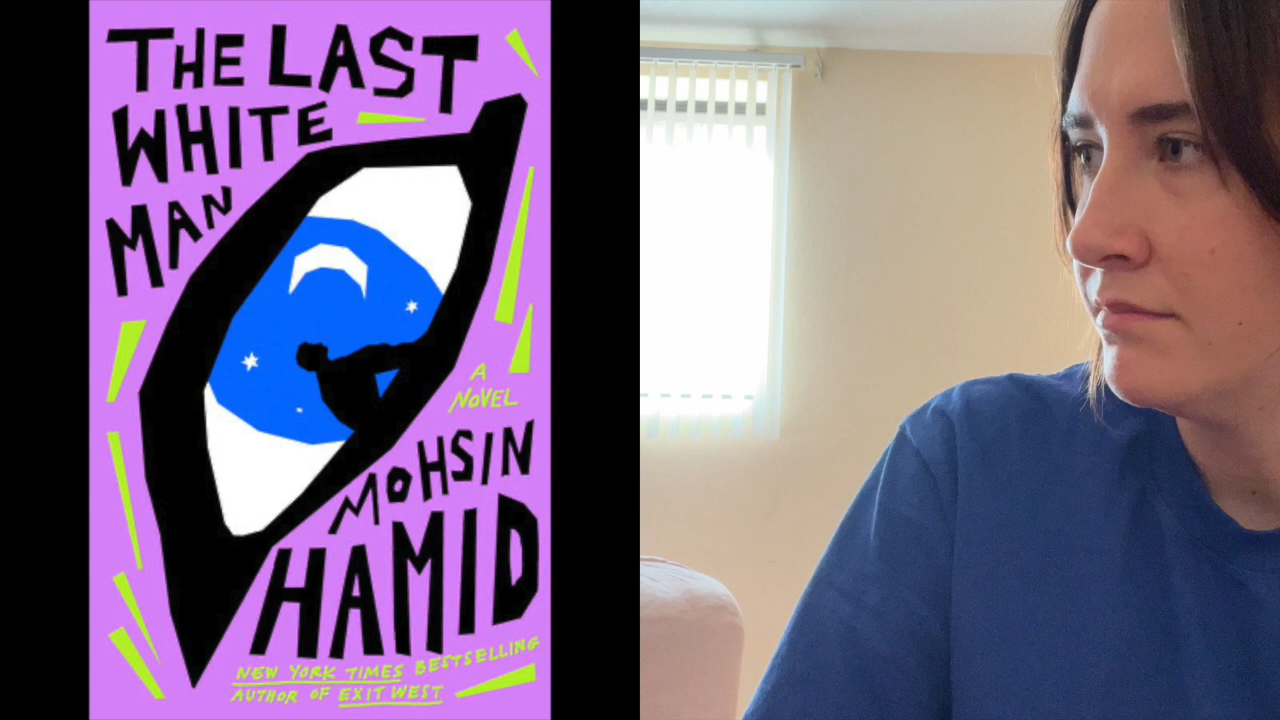 THE LAST
WHITE
MAN
A
NOVEL
MOHSIN
HAMID
NEW YORK TIMES BESTSELLING
AUTHOR OF EXIT WEST